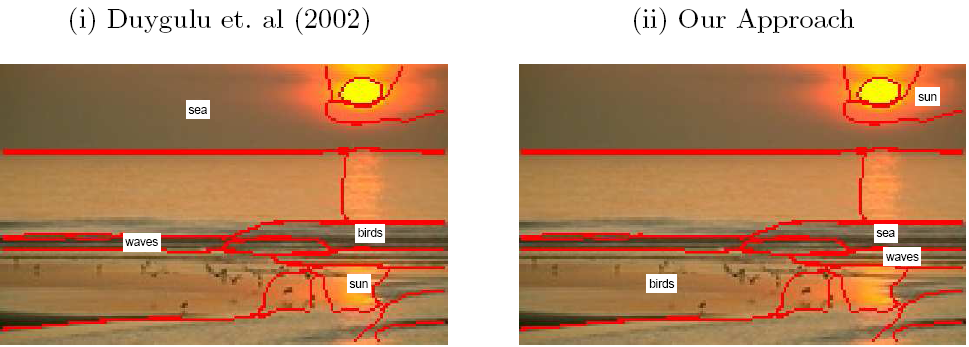 (i) Duygulu et. al (2002)
(ii) Our Approach
sea
waves
birds
sun
sun
sea
waves
birds